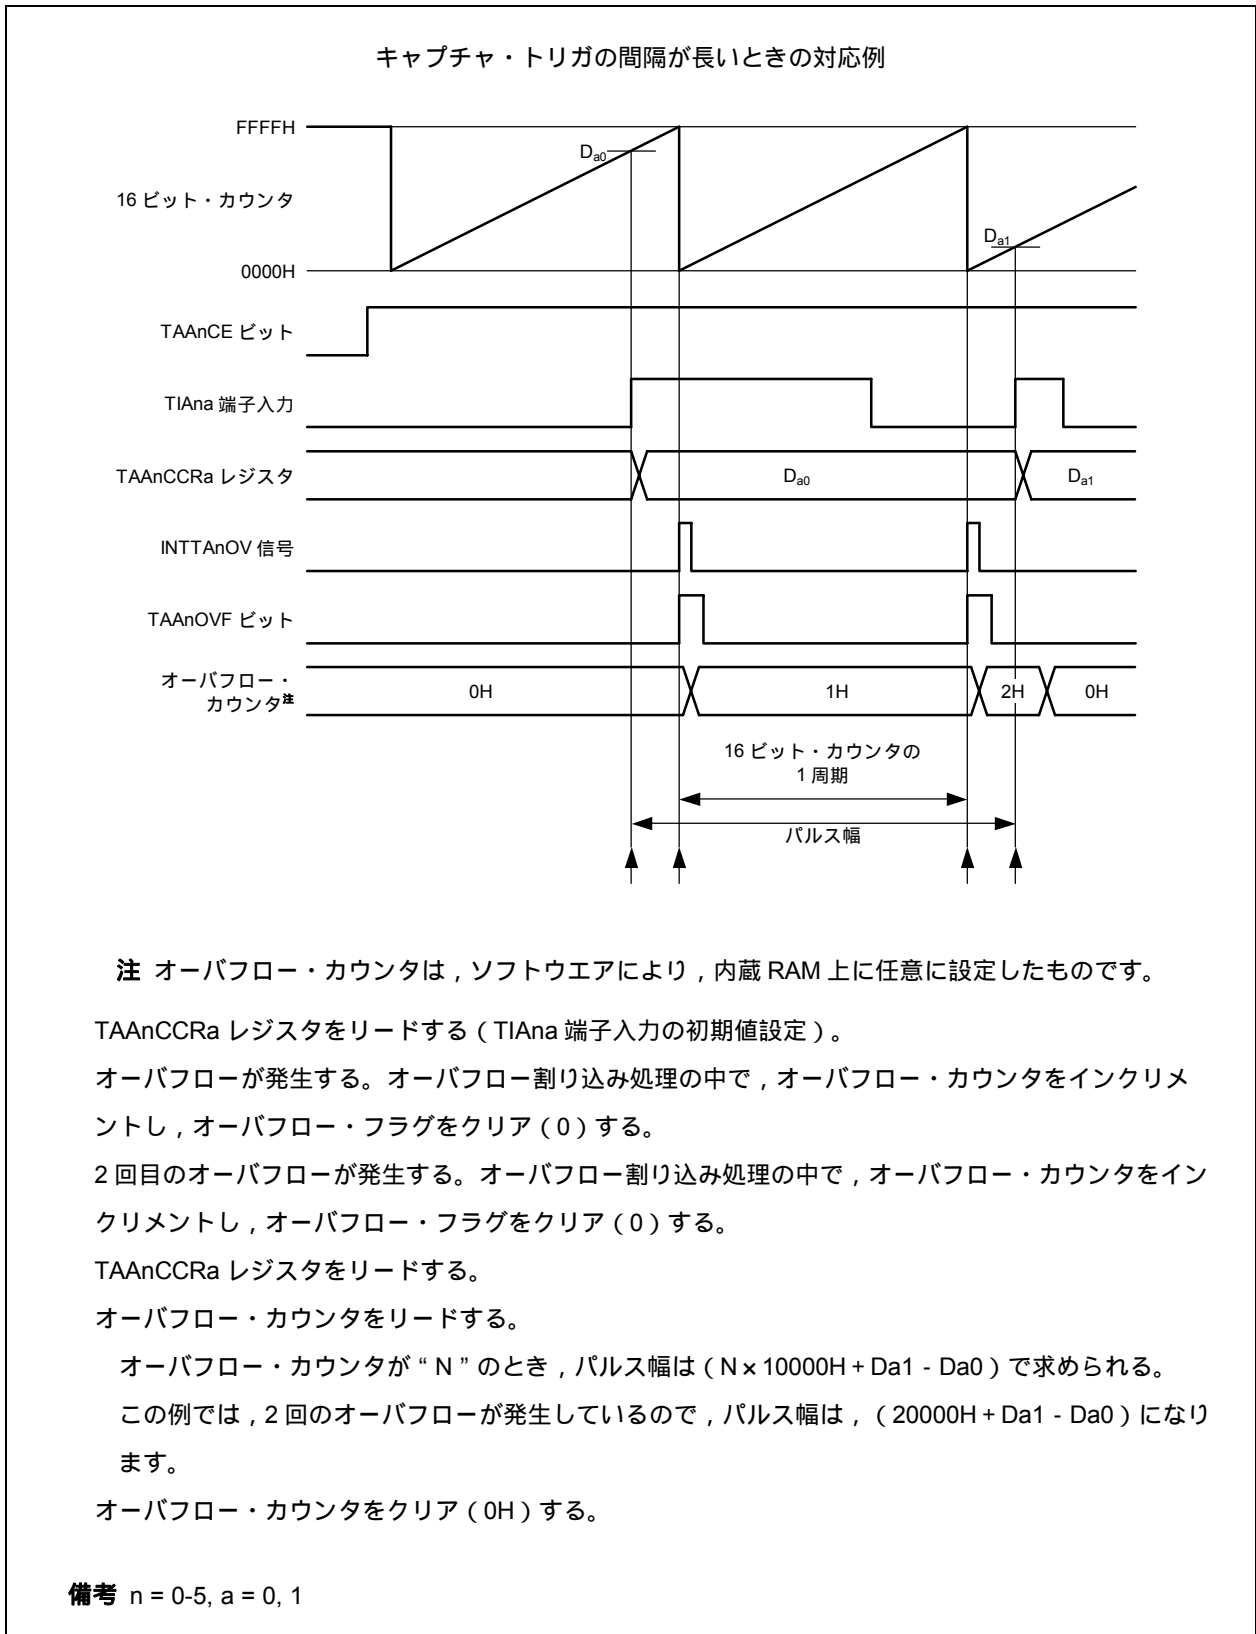 キャプチャ・トリガの間隔が長いときの対応例
FFFFH
Da0
16 ビット・カウンタ
Da1
0000H
TAAnCE ビット
TIAna 端子入力
TAAnCCRa レジスタ
Da0
Da1
INTTAnOV 信号
TAAnOVF ビット
オーバフロー・
カウンタ注
0H
1H
2H
0H
16 ビット・カウンタの
1 周期
パルス幅
注 オーバフロー・カウンタは,ソフトウエアにより,内蔵 RAM 上に任意に設定したものです。
TAAnCCRa レジスタをリードする(TIAna 端子入力の初期値設定)。
オーバフローが発生する。オーバフロー割り込み処理の中で,オーバフロー・カウンタをインクリメ
ントし,オーバフロー・フラグをクリア(0)する。
2 回目のオーバフローが発生する。オーバフロー割り込み処理の中で,オーバフロー・カウンタをイン
クリメントし,オーバフロー・フラグをクリア(0)する。
TAAnCCRa レジスタをリードする。
オーバフロー・カウンタをリードする。
オーバフロー・カウンタが “ N ” のとき,パルス幅は(N × 10000H + Da1 - Da0)で求められる。
この例では,2 回のオーバフローが発生しているので,パルス幅は,(20000H + Da1 - Da0)になり
ます。
オーバフロー・カウンタをクリア(0H)する。
備考 n = 0-5, a = 0, 1